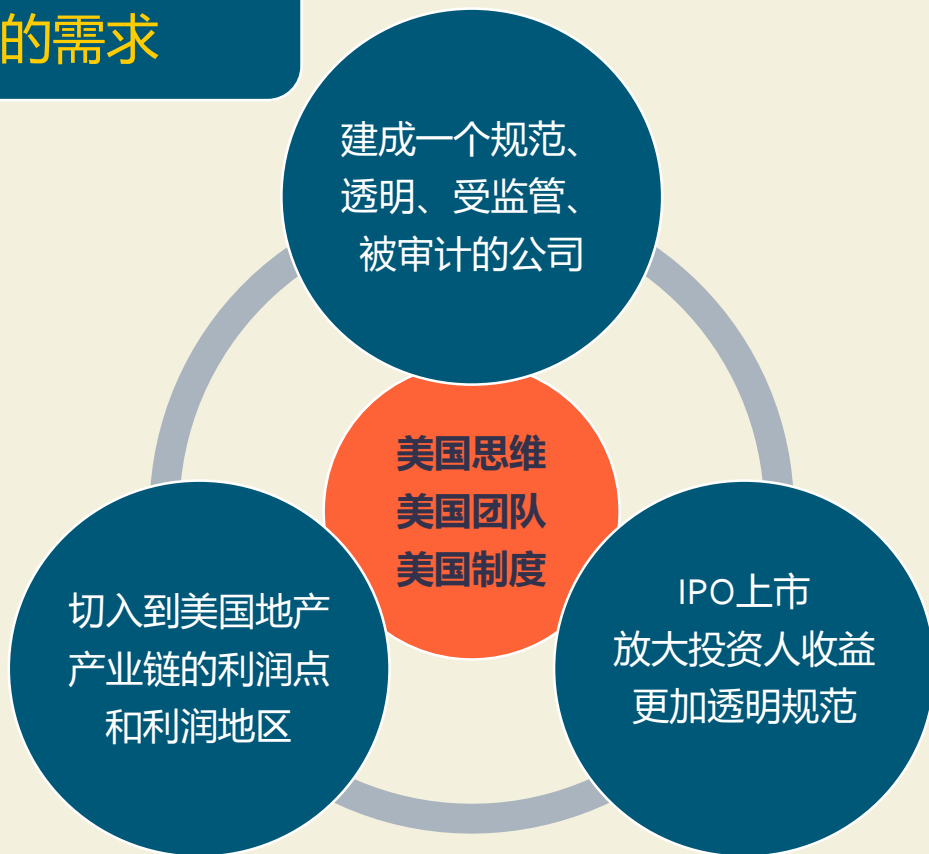 的需求
建成一个规范、
透明、受监管、
被审计的公司
美国思维
美国团队
美国制度
切入到美国地产
产业链的利润点
和利润地区
IPO上市
放大投资人收益
更加透明规范